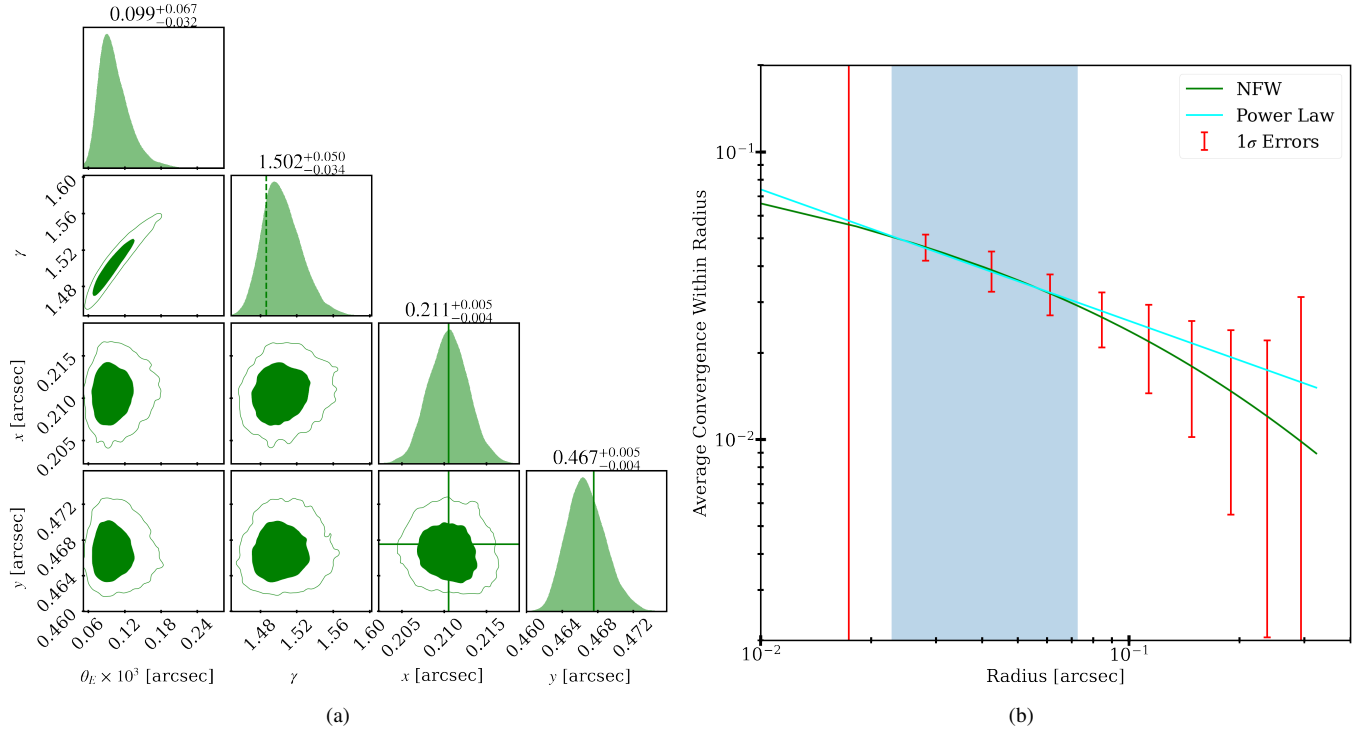 0.099+0.067−0.032
1.502+0.050−0.034
0.211+0.005−0.004
0.467+0.005−0.004
γ
1.60
1.56
1.52
1.48
x [arcsec]
0.215
0.210
0.205
y [arcsec]
0.472
0.468
0.464
0.460
0.06 0.12 0.18 0.24
1.48 1.52 1.56 1.60
0.205 0.210 0.215
0.460 0.464 0.468 0.472
θE × 10³ [arcsec]
γ
x [arcsec]
y [arcsec]
(a)
NFW
Power Law
1σ Errors
Average Convergence Within Radius
10⁻¹
10⁻²
10⁻² 10⁻¹
Radius [arcsec]
(b)